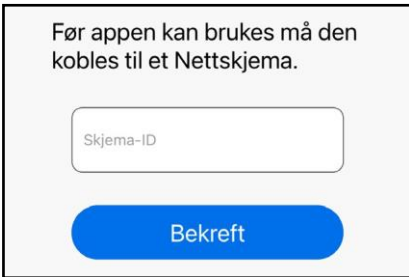 Før appen kan brukes må den
kobles til et Nettskjema.
Skjema-ID
Bekreft